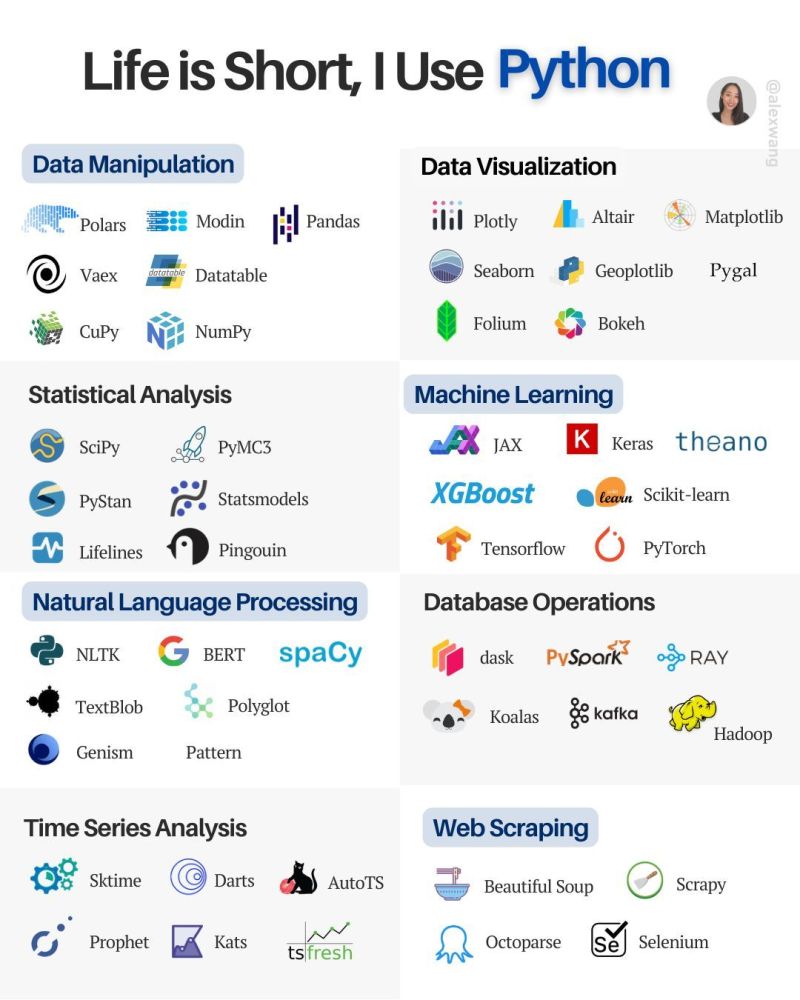 Life is Short, I Use Python
@alexwang
Data Manipulation
Polars Modin Pandas
Vaex datatable Datatable
CuPy NumPy
Data Visualization
Plotly Altair Matplotlib
Seaborn Geoplotlib Pygal
Folium Bokeh
Statistical Analysis
SciPy PyMC3
PyStan Statsmodels
Lifelines Pingouin
Machine Learning
JAX JAX K Keras theano
XGBoost learn Scikit-learn
Tensorflow PyTorch
Natural Language Processing
NLTK G BERT spaCy
TextBlob Polyglot
Genism Pattern
Database Operations
dask PySpark RAY
Koalas kafka Hadoop
Time Series Analysis
Sktime Darts AutoTS
Prophet Kats tsfresh
Web Scraping
Beautiful Soup Scrapy
Octoparse Se Selenium